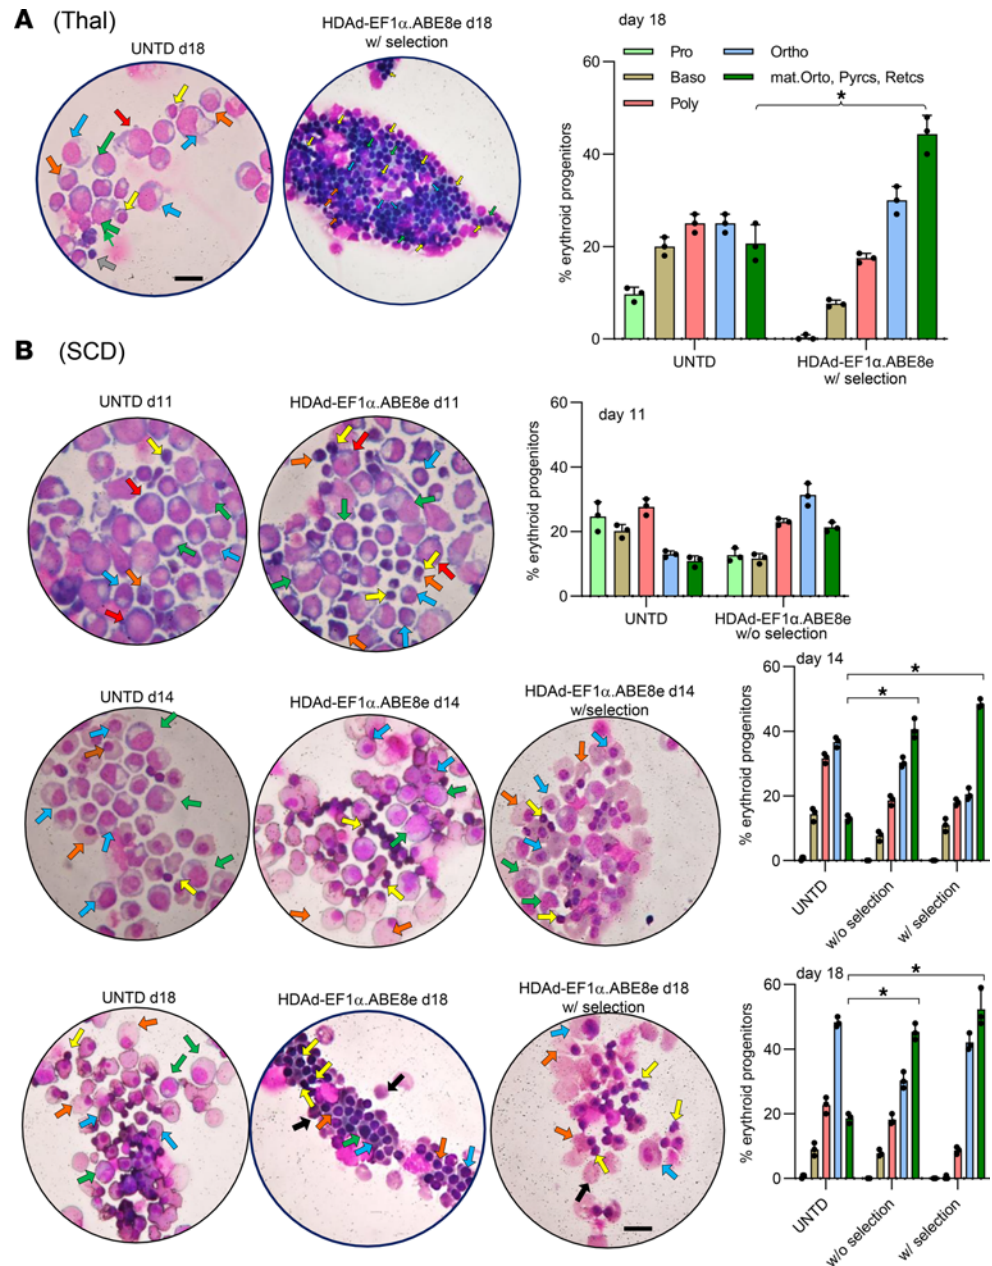 A (Thal)
UNTD d18
HDAd-EF1α.ABE8e d18
w/ selection
day 18
Pro
Baso
Poly
Ortho
mat.Orto, Pyrcs, Retcs
*
% erythroid progenitors
60
40
20
0
UNTD
HDAd-EF1α.ABE8e
w/ selection
B (SCD)
UNTD d11
HDAd-EF1α.ABE8e d11
day 11
% erythroid progenitors
60
40
20
0
UNTD
HDAd-EF1α.ABE8e
w/o selection
UNTD d14
HDAd-EF1α.ABE8e d14
HDAd-EF1α.ABE8e d14
w/selection
day 14
*
*
% erythroid progenitors
60
40
20
0
UNTD
w/o selection
w/ selection
UNTD d18
HDAd-EF1α.ABE8e d18
HDAd-EF1α.ABE8e d18
w/ selection
day 18
*
*
% erythroid progenitors
60
40
20
0
UNTD
w/o selection
w/ selection